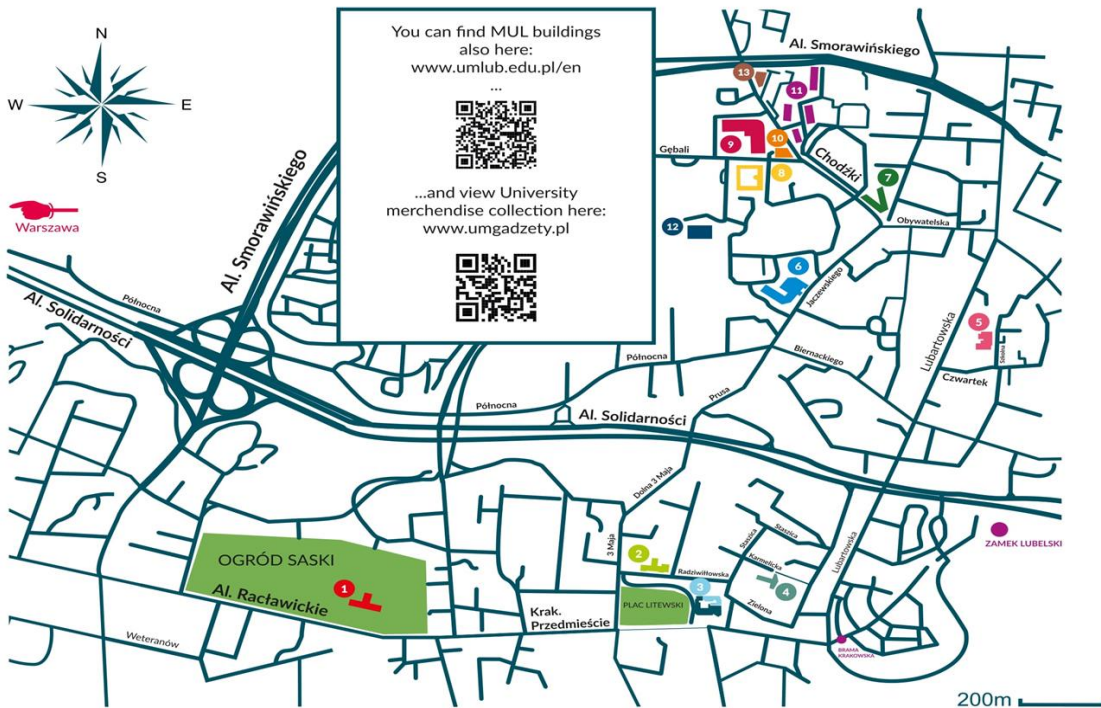 You can find MUL buildings
also here:
www.umlub.edu.pl/en
...
...and view University
merchendise collection here:
www.umgadzety.pl
N
W
E
S
Warszawa
Al. Smorawińskiego
Al. Smorawińskiego
13
11
9
10
Gębali
Chodźki
8
7
12
Obywatelska
6
Jaczewskiego
Północna
Al. Solidarności
Lubartowska
5
Szkolna
Północna
Biernackiego
Czwartek
Prusa
Północna
Al. Solidarności
Dolna 3 Maja
ZAMEK LUBELSKI
3 Maja
Staszica
Staszica
Lubartowska
OGRÓD SASKI
2
Radziwiłłowska
Karmelicka
1
3
4
Al. Racławickie
PLAC LITEWSKI
Zielona
Krak.
Przedmieście
Weteranów
BRAMA
KRAKOWSKA
200m